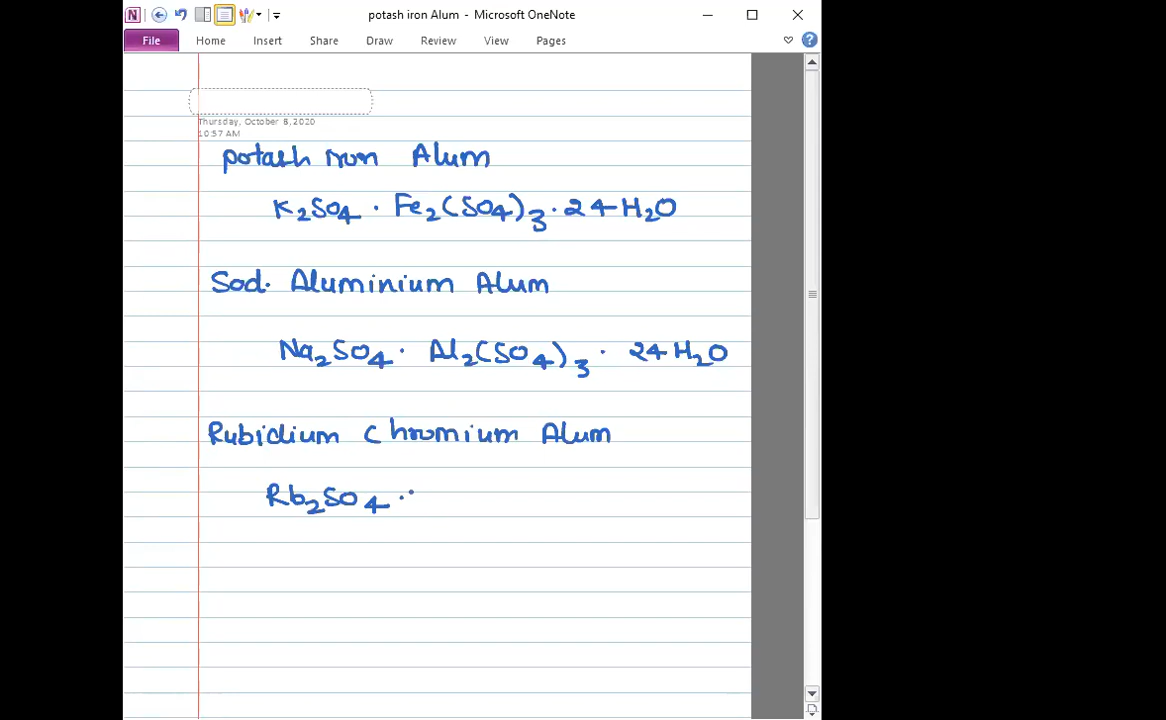 potash iron Alum - Microsoft OneNote
File Home Insert Share Draw Review View Pages
Thursday, October 8, 2020
10:57 AM
potash iron Alum
K₂SO₄ · Fe₂(SO₄)₃ · 24H₂O
Sod. Aluminium Alum
Na₂SO₄ · Al₂(SO₄)₃ · 24H₂O
Rubidium Chromium Alum
Rb₂SO₄ ··